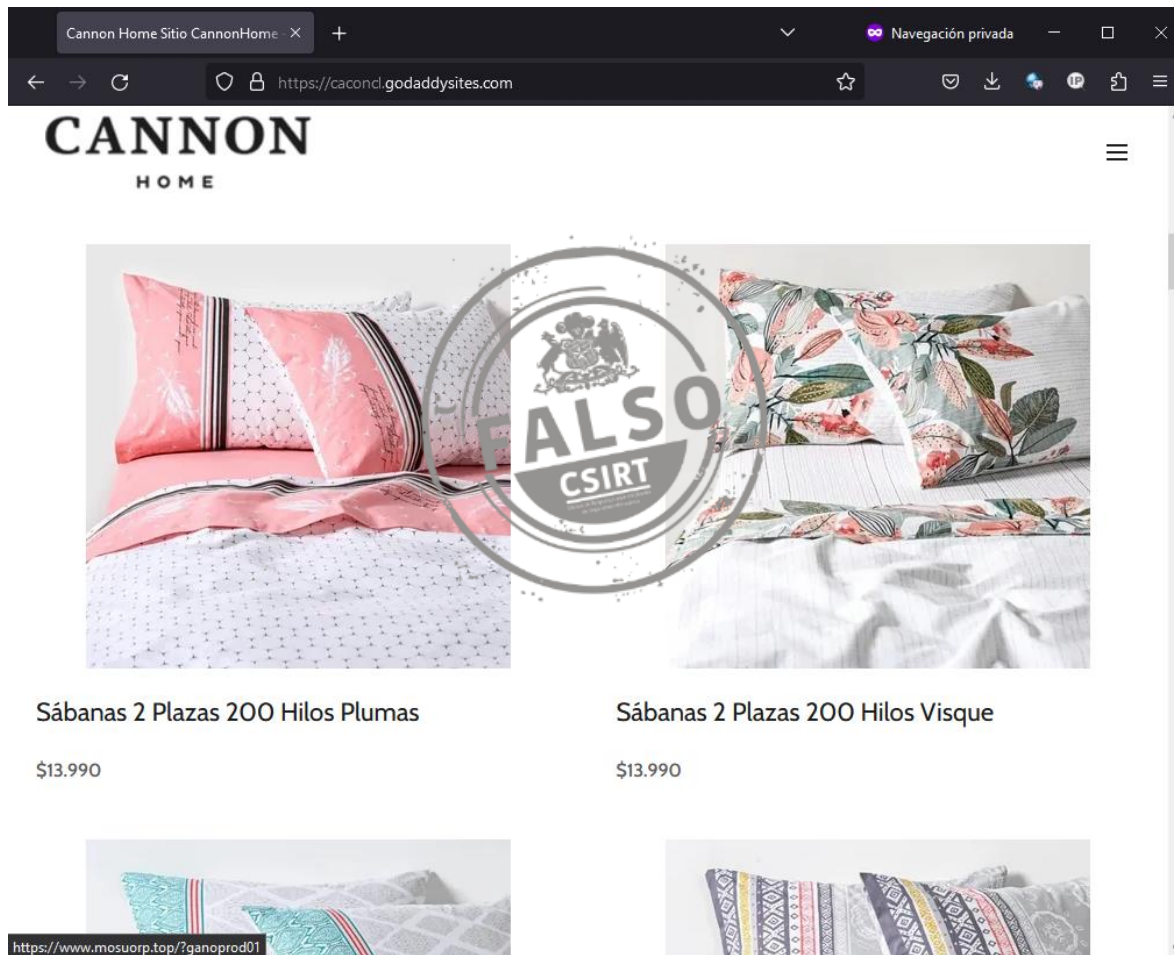 Cannon Home Sitio CannonHome -
Navegación privada
https://caconcl.godaddysites.com
CANNON
HOME
FALSO
CSIRT
Sábanas 2 Plazas 200 Hilos Plumas
Sábanas 2 Plazas 200 Hilos Visque
$13.990
$13.990
https://www.mosuorp.top/?ganoprod01